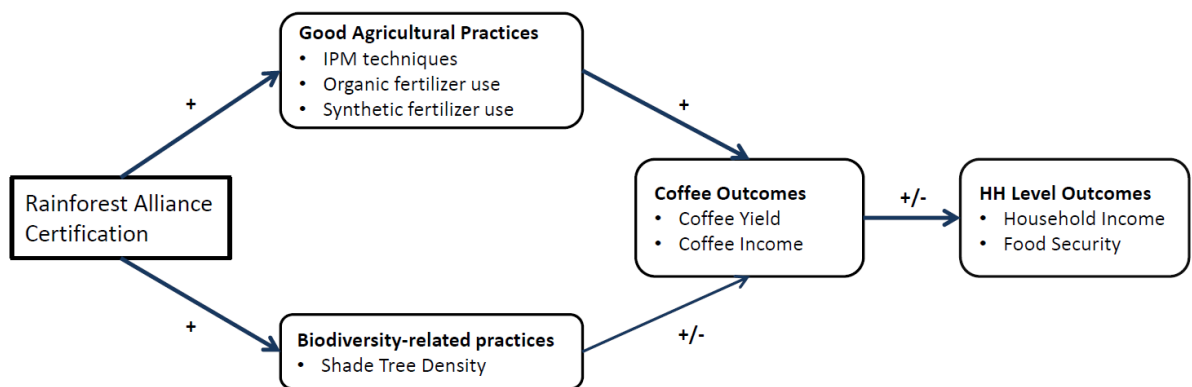 Good Agricultural Practices
• IPM techniques
• Organic fertilizer use
• Synthetic fertilizer use
+
+
Rainforest Alliance
Certification
Coffee Outcomes
• Coffee Yield
• Coffee Income
+/-
HH Level Outcomes
• Household Income
• Food Security
+
Biodiversity-related practices
• Shade Tree Density
+/-